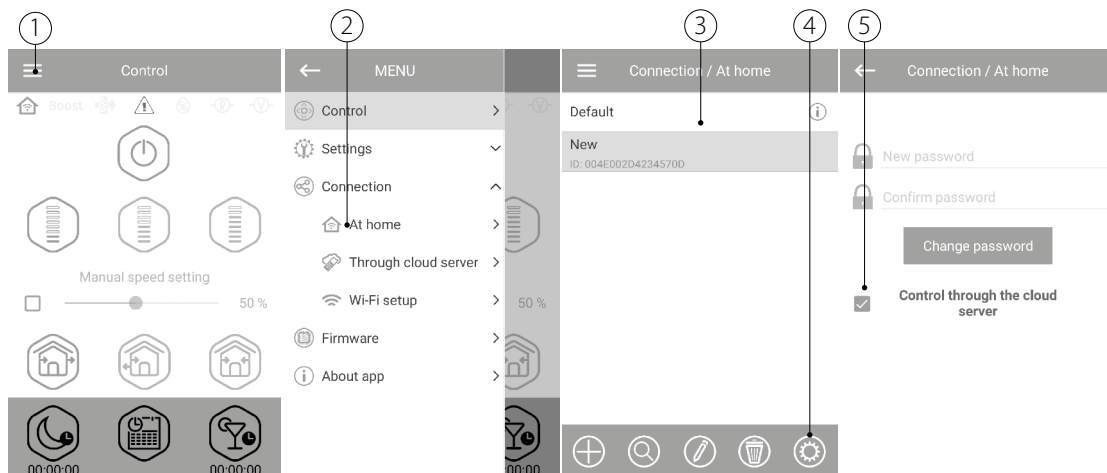 1
2
3
4
5
Control
Boost
Manual speed setting
50 %
00:00:00
00:00:00
MENU
Control
Settings
Connection
At home
Through cloud server
Wi-Fi setup
Firmware
About app
50 %
00:00
Connection / At home
Default
New
ID: 004E002D4234570D
Connection / At home
New password
Confirm password
Change password
Control through the cloud
server